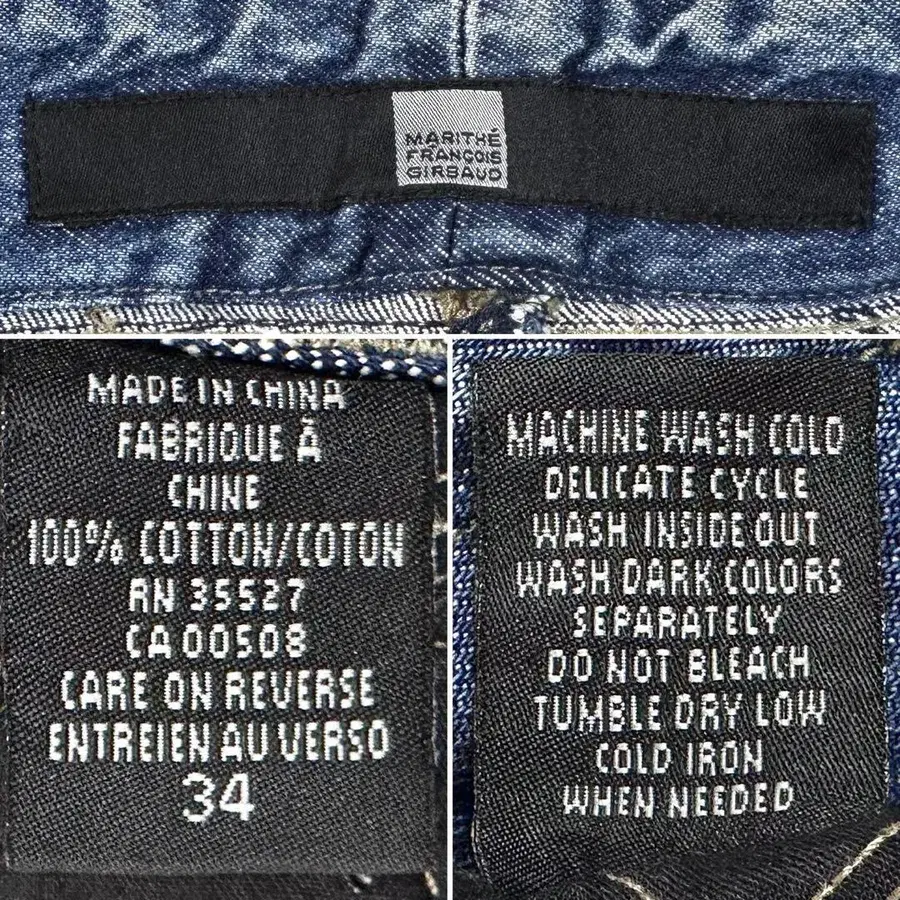 MARITHÉ
FRANÇOIS
GIRBAUD
MADE IN CHINA
FABRIQUE À
CHINE
100% COTTON/COTON
RN 35527
CA 00508
CARE ON REVERSE
ENTREIEN AU VERSO
34
MACHINE WASH COLD
DELICATE CYCLE
WASH INSIDE OUT
WASH DARK COLORS
SEPARATELY
DO NOT BLEACH
TUMBLE DRY LOW
COLD IRON
WHEN NEEDED